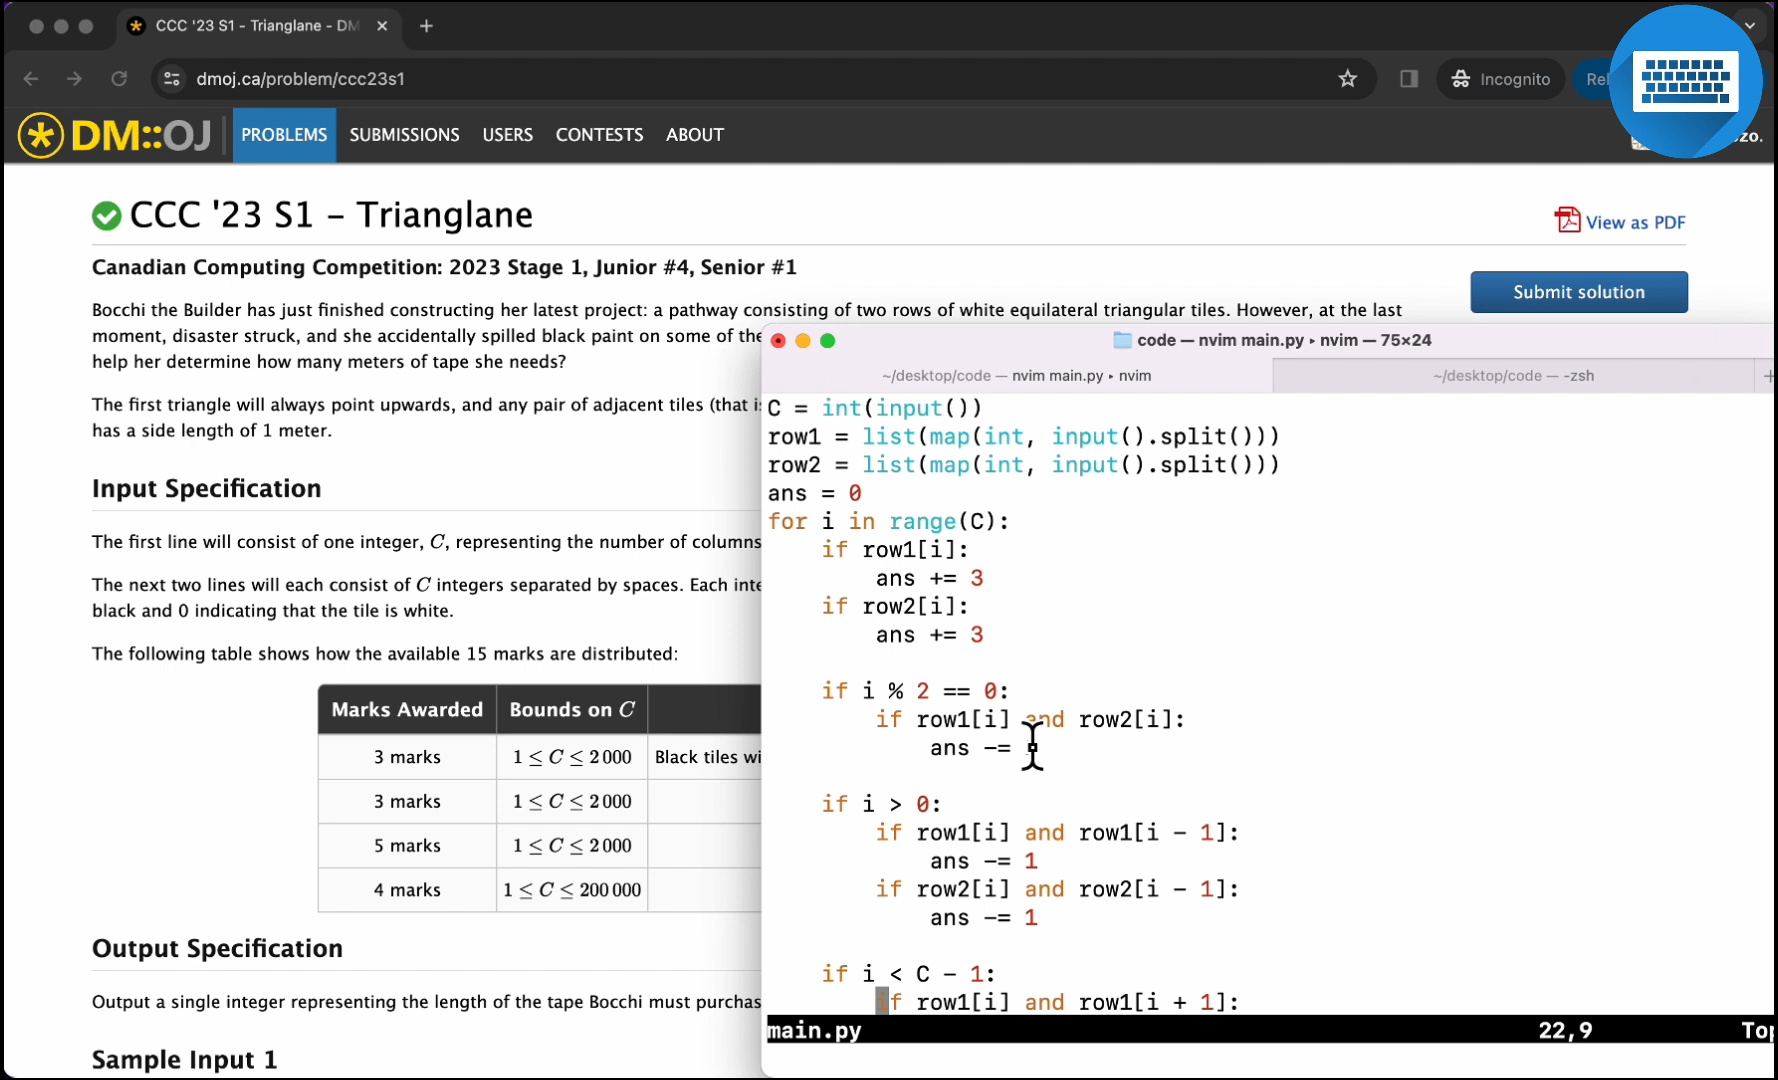 CCC '23 S1 - Trianglane - DM
dmoj.ca/problem/ccc23s1
Incognito
Rel
DM::OJ
PROBLEMS
SUBMISSIONS
USERS
CONTESTS
ABOUT
zo.
CCC '23 S1 - Trianglane
View as PDF
Canadian Computing Competition: 2023 Stage 1, Junior #4, Senior #1
Submit solution
Bocchi the Builder has just finished constructing her latest project: a pathway consisting of two rows of white equilateral triangular tiles. However, at the last
moment, disaster struck, and she accidentally spilled black paint on some of the
help her determine how many meters of tape she needs?
The first triangle will always point upwards, and any pair of adjacent tiles (that i
has a side length of 1 meter.
Input Specification
The first line will consist of one integer, C, representing the number of columns
The next two lines will each consist of C integers separated by spaces. Each inte
black and 0 indicating that the tile is white.
The following table shows how the available 15 marks are distributed:
Marks Awarded
Bounds on C
3 marks
1 ≤ C ≤ 2 000
Black tiles wi
3 marks
1 ≤ C ≤ 2 000
5 marks
1 ≤ C ≤ 2 000
4 marks
1 ≤ C ≤ 200 000
Output Specification
Output a single integer representing the length of the tape Bocchi must purchas
Sample Input 1
code — nvim main.py ▸ nvim — 75×24
~/desktop/code — nvim main.py ▸ nvim
~/desktop/code — -zsh
C = int(input())
row1 = list(map(int, input().split()))
row2 = list(map(int, input().split()))
ans = 0
for i in range(C):
    if row1[i]:
        ans += 3
    if row2[i]:
        ans += 3
    if i % 2 == 0:
        if row1[i] and row2[i]:
            ans -=
    if i > 0:
        if row1[i] and row1[i - 1]:
            ans -= 1
        if row2[i] and row2[i - 1]:
            ans -= 1
    if i < C - 1:
        if row1[i] and row1[i + 1]:
main.py
22,9
Top